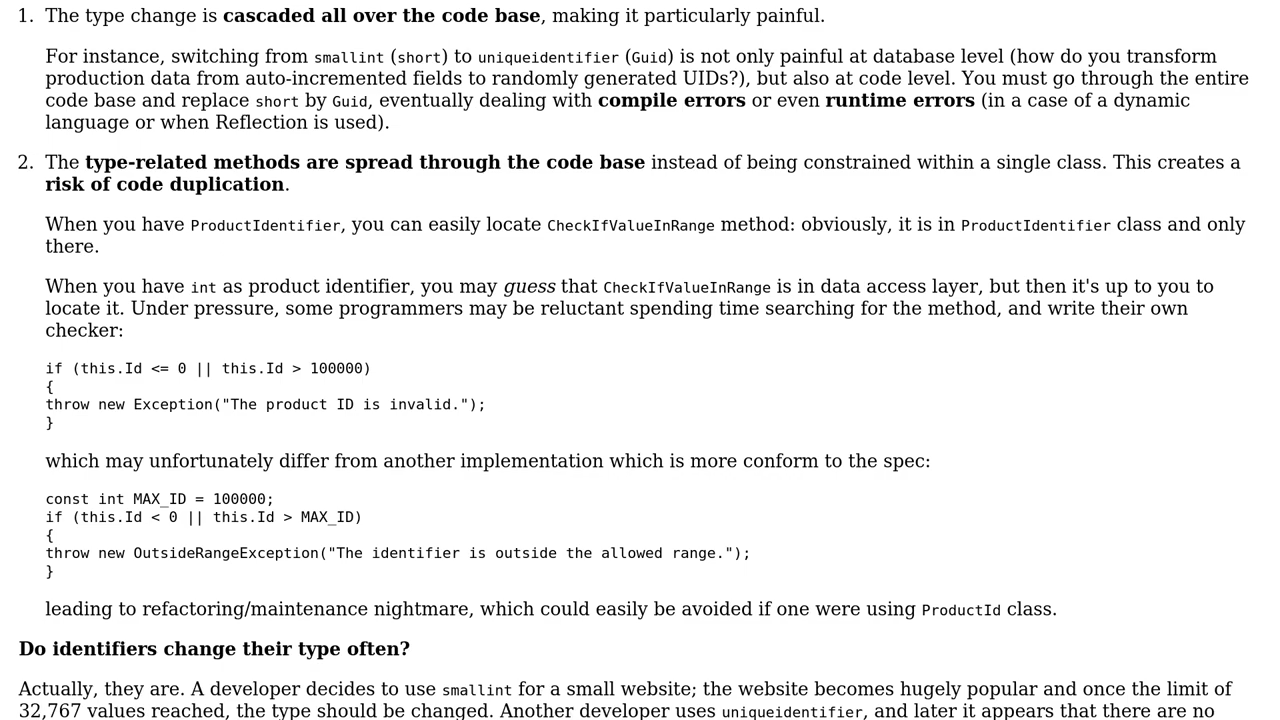 1. The type change is cascaded all over the code base, making it particularly painful.
For instance, switching from smallint (short) to uniqueidentifier (Guid) is not only painful at database level (how do you transform
production data from auto-incremented fields to randomly generated UIDs?), but also at code level. You must go through the entire
code base and replace short by Guid, eventually dealing with compile errors or even runtime errors (in a case of a dynamic
language or when Reflection is used).
2. The type-related methods are spread through the code base instead of being constrained within a single class. This creates a
risk of code duplication.
When you have ProductIdentifier, you can easily locate CheckIfValueInRange method: obviously, it is in ProductIdentifier class and only
there.
When you have int as product identifier, you may guess that CheckIfValueInRange is in data access layer, but then it's up to you to
locate it. Under pressure, some programmers may be reluctant spending time searching for the method, and write their own
checker:
if (this.Id <= 0 || this.Id > 100000)
{
throw new Exception("The product ID is invalid.");
}
which may unfortunately differ from another implementation which is more conform to the spec:
const int MAX_ID = 100000;
if (this.Id < 0 || this.Id > MAX_ID)
{
throw new OutsideRangeException("The identifier is outside the allowed range.");
}
leading to refactoring/maintenance nightmare, which could easily be avoided if one were using ProductId class.
Do identifiers change their type often?
Actually, they are. A developer decides to use smallint for a small website; the website becomes hugely popular and once the limit of
32,767 values reached, the type should be changed. Another developer uses uniqueidentifier, and later it appears that there are no